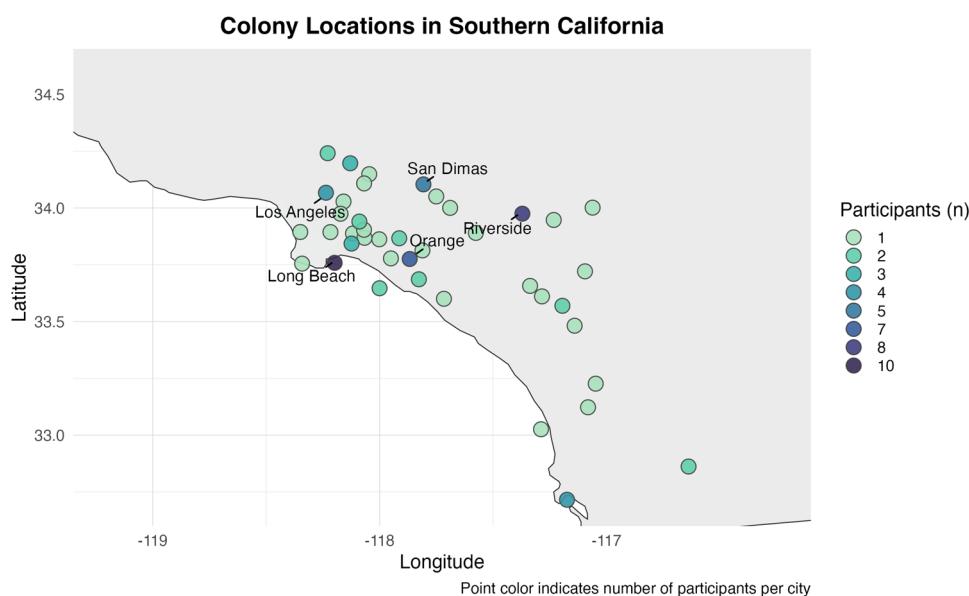 Colony Locations in Southern California
34.5
34.0
33.5
33.0
Latitude
San Dimas
Los Angeles
Riverside
Orange
Long Beach
-119
-118
-117
Longitude
Participants (n)
1
2
3
4
5
7
8
10
Point color indicates number of participants per city